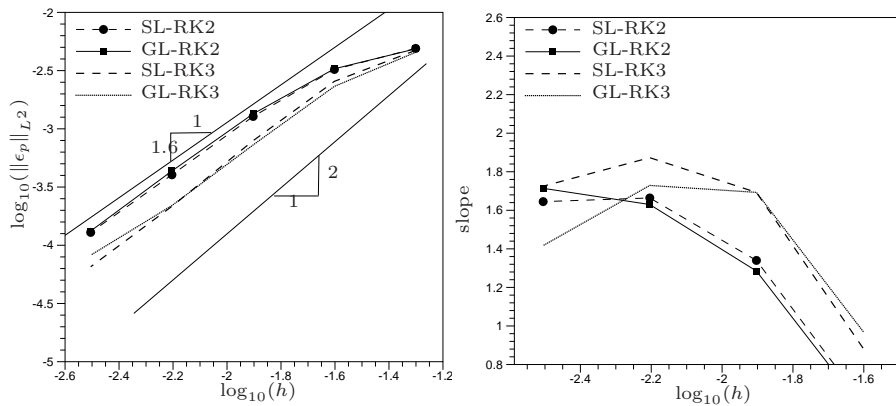 -2
-2.5
-3
-3.5
-4
-4.5
-5
log₁₀(‖ϵₚ‖_L²)
SL-RK2
GL-RK2
SL-RK3
GL-RK3
1
1.6
2
1
-2.6 -2.4 -2.2 -2 -1.8 -1.6 -1.4 -1.2
log₁₀(h)
2.6
2.4
2.2
2
1.8
1.6
1.4
1.2
1
0.8
slope
SL-RK2
GL-RK2
SL-RK3
GL-RK3
-2.4 -2.2 -2 -1.8 -1.6
log₁₀(h)